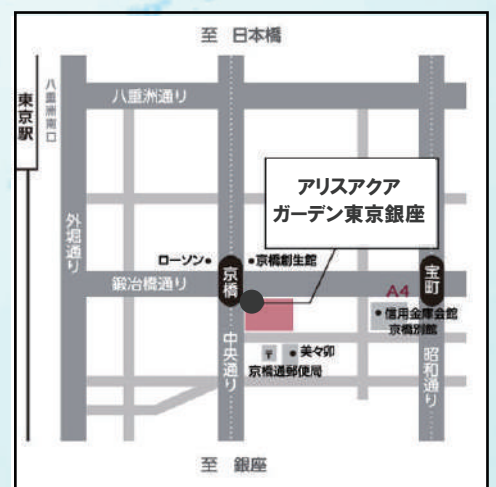 至 日本橋
八重洲通り
八重洲南口
東京駅
アリスアクア
ガーデン東京銀座
外堀通り
ローソン
京橋
京橋創生館
宝町
鍛冶橋通り
A4
信用金庫会館
京橋別館
中央通り
〒
美々卯
京橋通郵便局
昭和通り
至 銀座